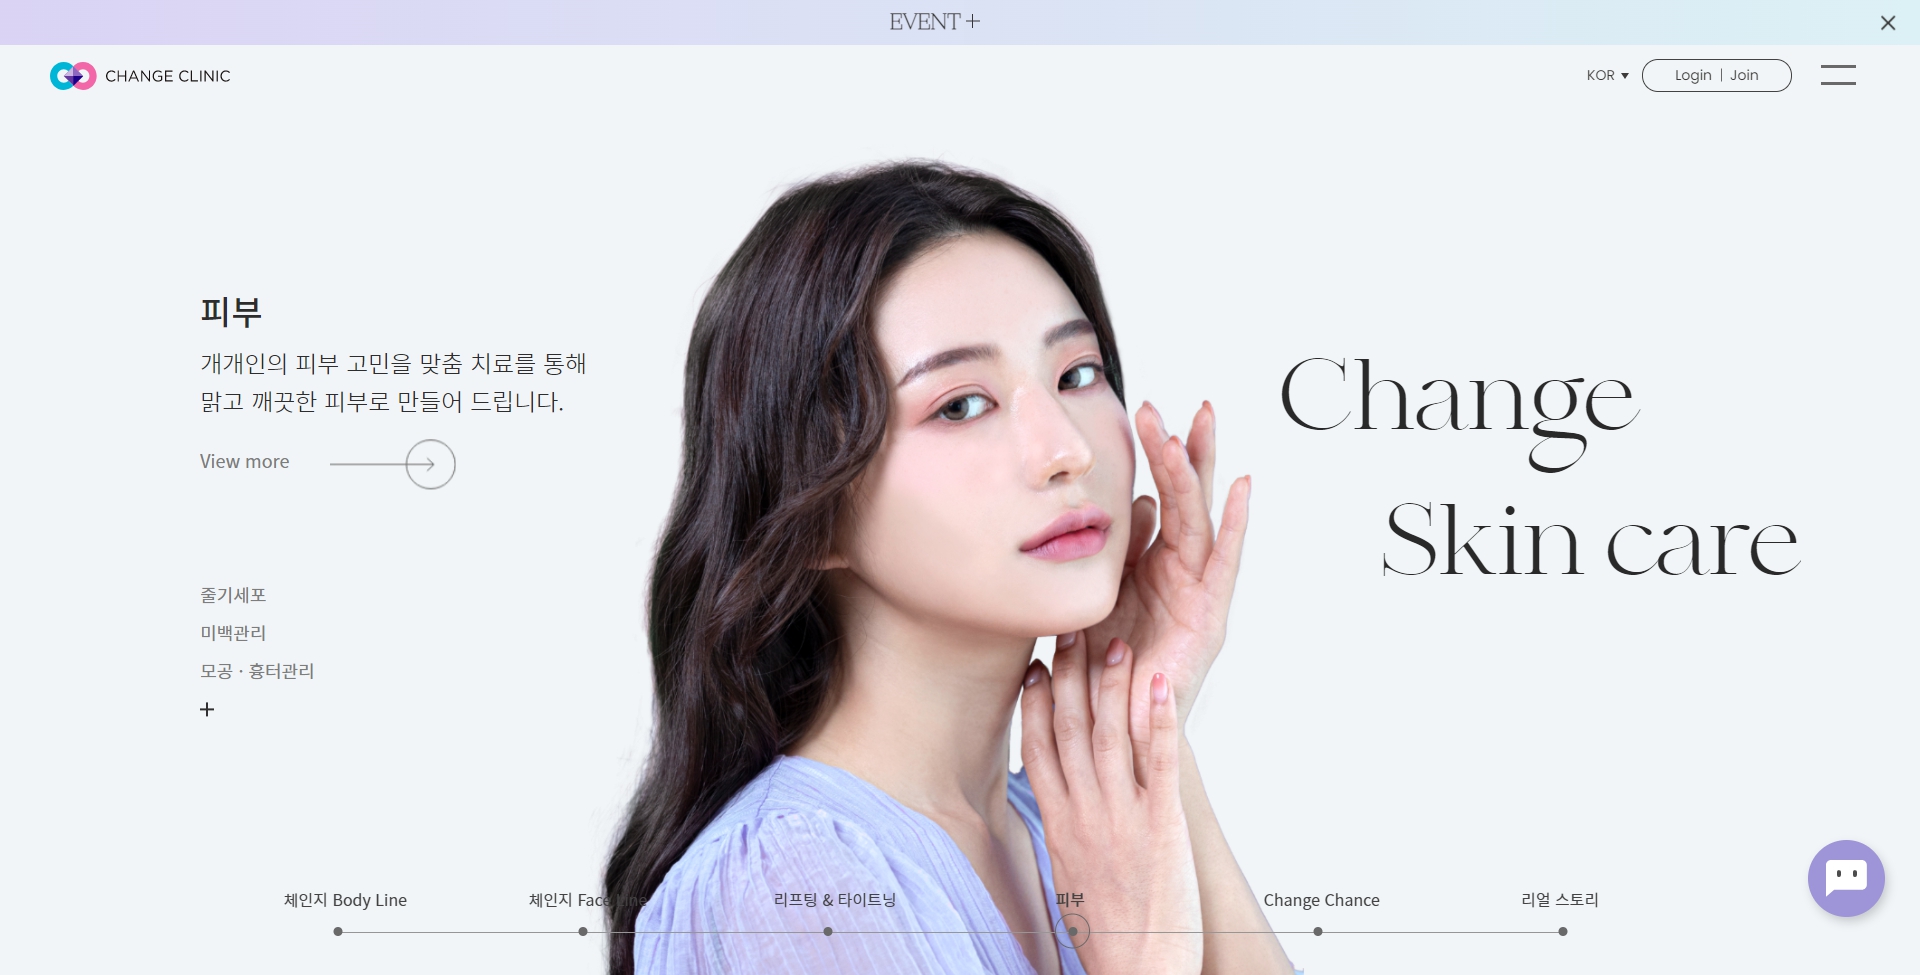 EVENT +
CHANGE CLINIC
KOR
Login | Join
피부
개개인의 피부 고민을 맞춤 치료를 통해
맑고 깨끗한 피부로 만들어 드립니다.
View more
Change
Skin care
줄기세포
미백관리
모공 · 흉터관리
+
체인지 Body Line
체인지 Face Line
리프팅 & 타이트닝
피부
Change Chance
리얼 스토리